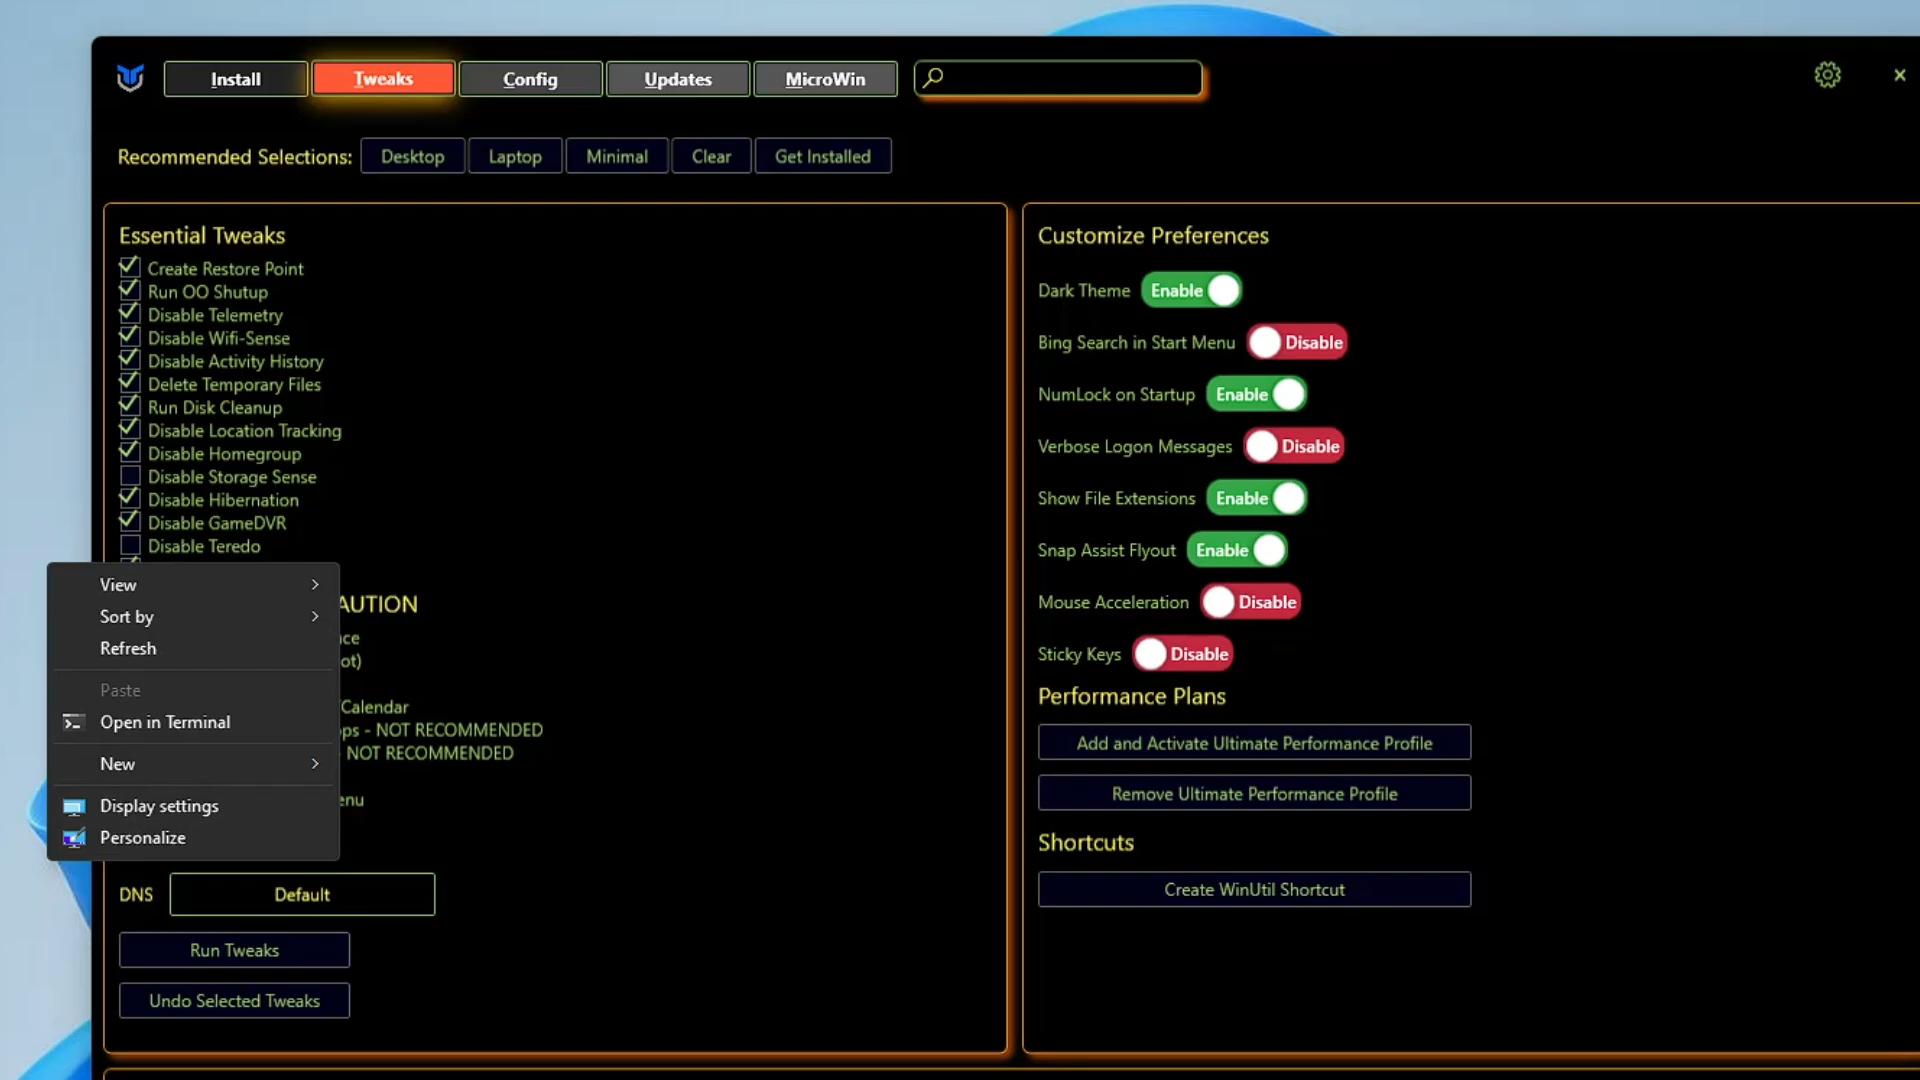 Install Tweaks Config Updates MicroWin
Recommended Selections: Desktop Laptop Minimal Clear Get Installed
Essential Tweaks
Create Restore Point
Run OO Shutup
Disable Telemetry
Disable Wifi-Sense
Disable Activity History
Delete Temporary Files
Run Disk Cleanup
Disable Location Tracking
Disable Homegroup
Disable Storage Sense
Disable Hibernation
Disable GameDVR
Disable Teredo
View
Sort by
Refresh
Paste
Open in Terminal
New
Display settings
Personalize
AUTION
ce
ot)
/Calendar
ps - NOT RECOMMENDED
- NOT RECOMMENDED
enu
DNS Default
Run Tweaks
Undo Selected Tweaks
Customize Preferences
Dark Theme Enable
Bing Search in Start Menu Disable
NumLock on Startup Enable
Verbose Logon Messages Disable
Show File Extensions Enable
Snap Assist Flyout Enable
Mouse Acceleration Disable
Sticky Keys Disable
Performance Plans
Add and Activate Ultimate Performance Profile
Remove Ultimate Performance Profile
Shortcuts
Create WinUtil Shortcut